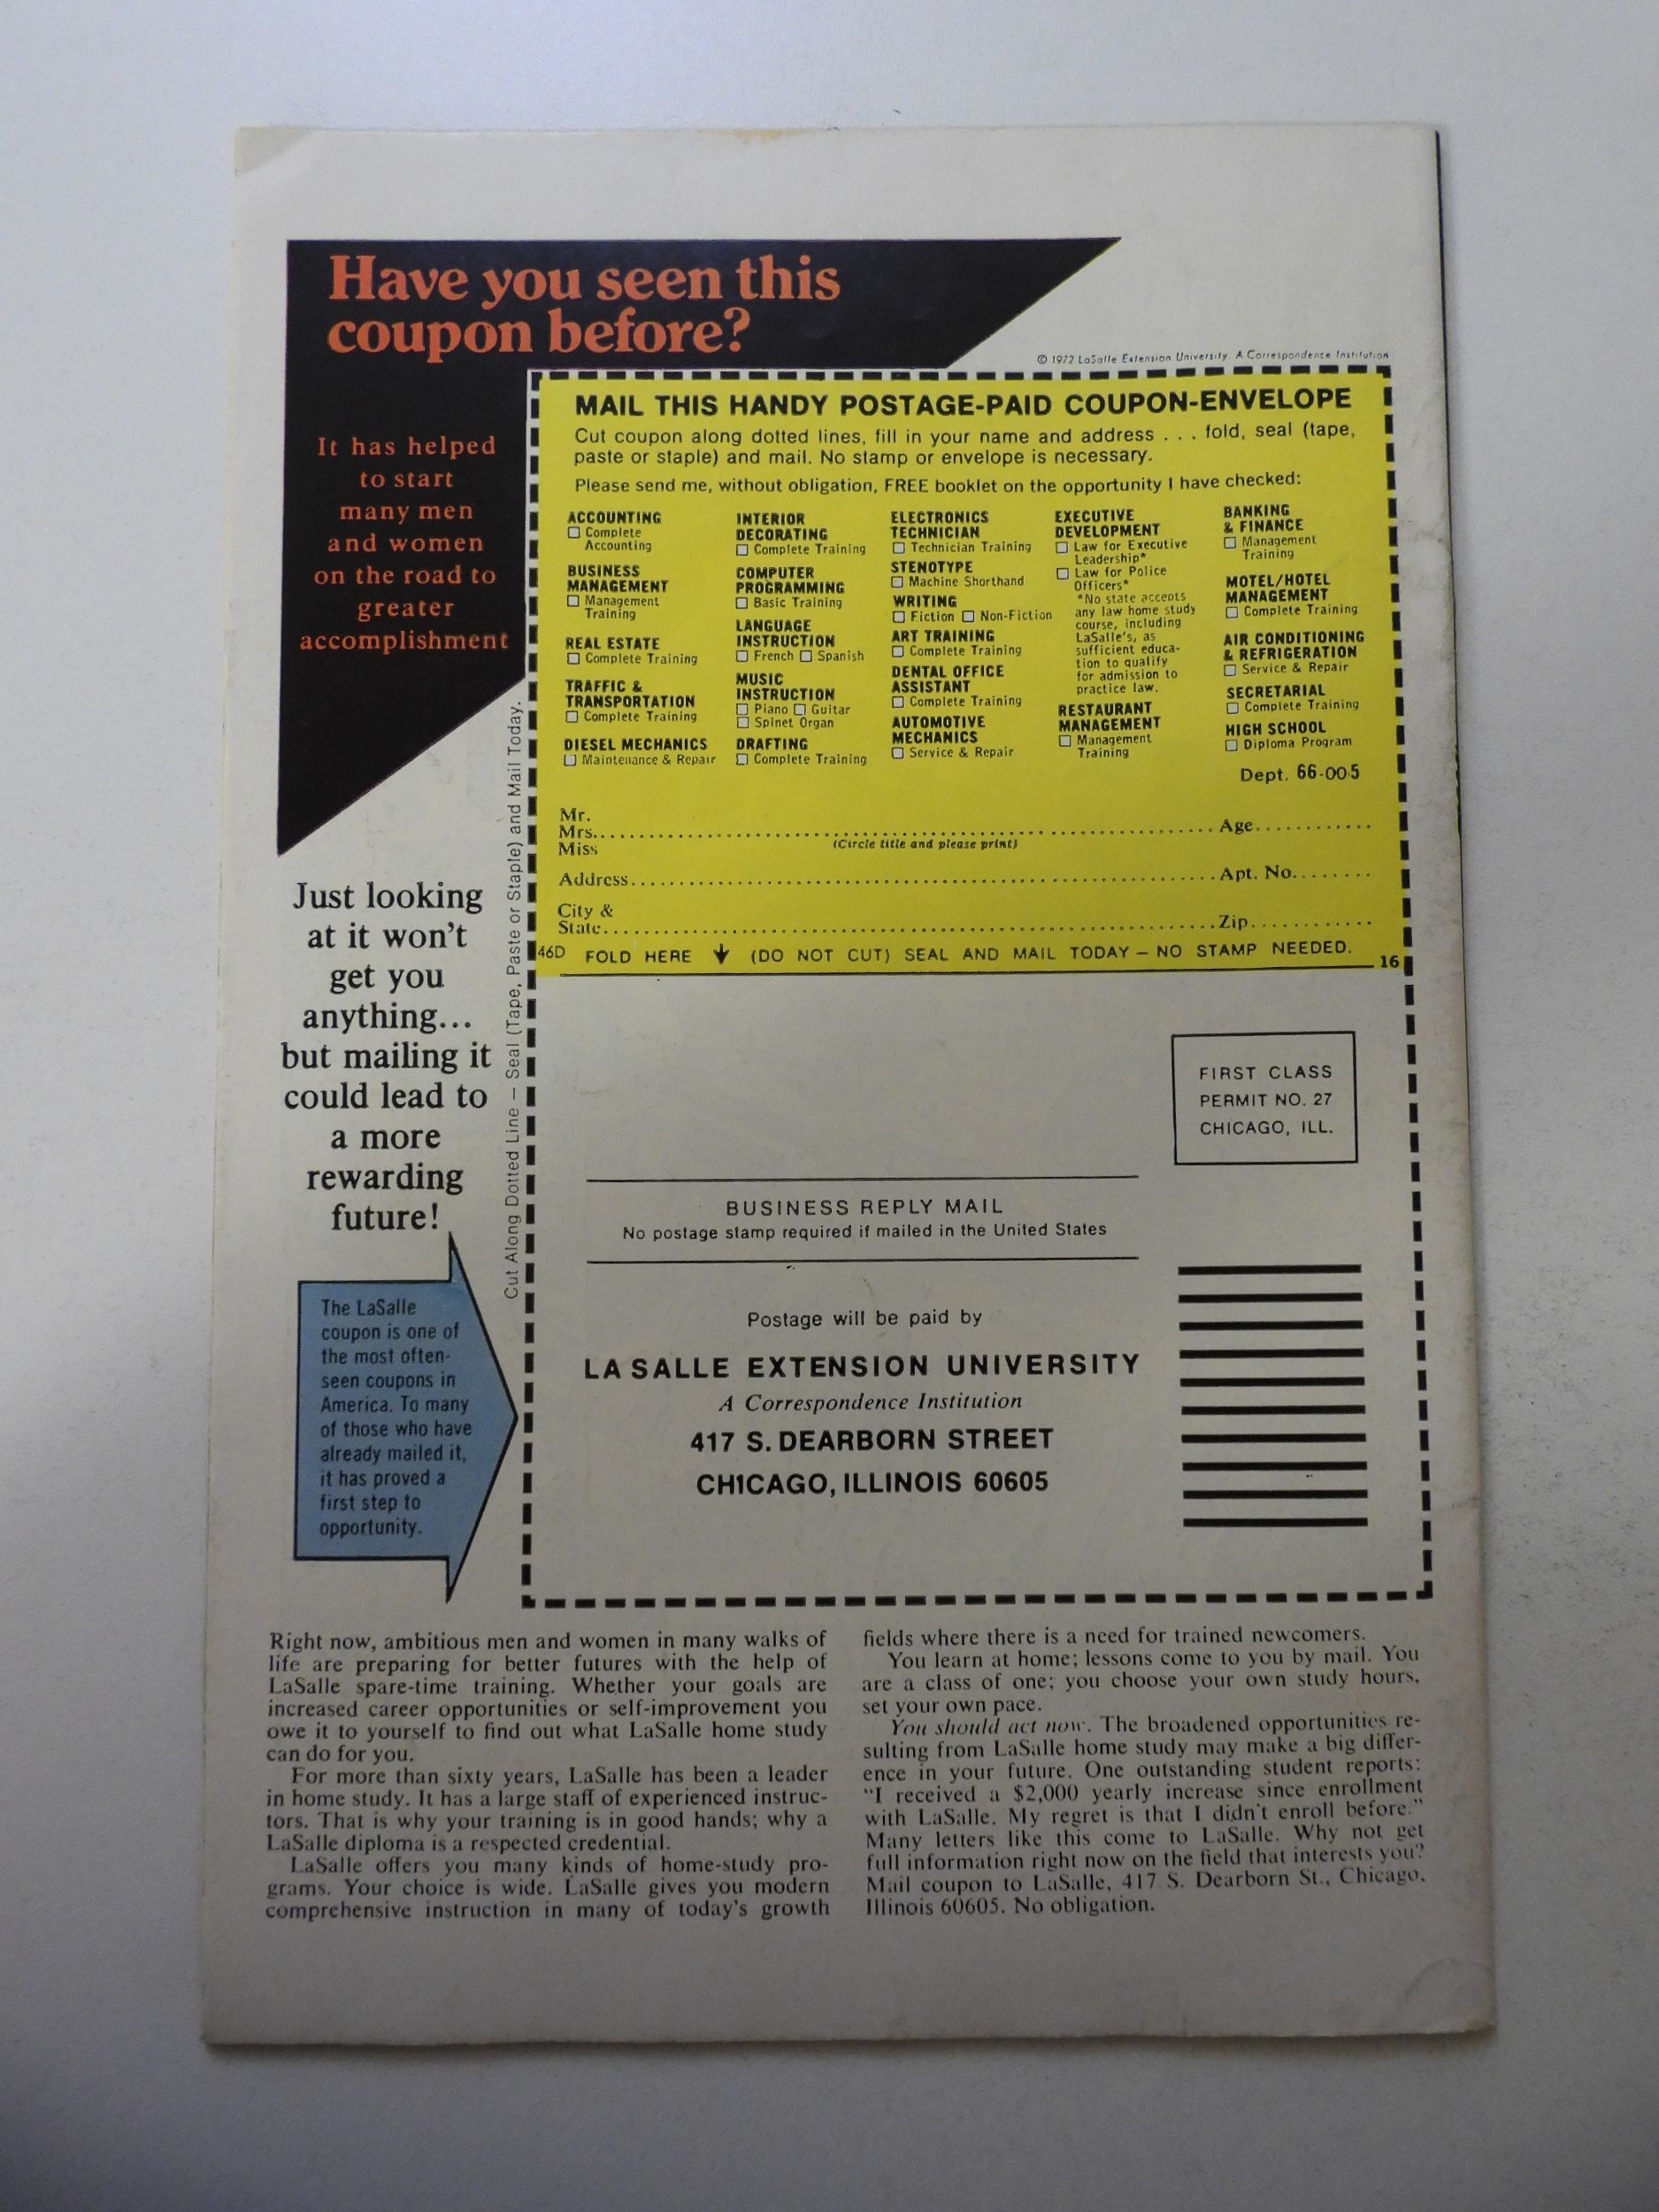 Have you seen this
coupon before?
© 1972 LaSalle Extension University. A Correspondence Institution
It has helped
to start
many men
and women
on the road to
greater
accomplishment
Just looking
at it won't
get you
anything...
but mailing it
could lead to
a more
rewarding
future!
The LaSalle
coupon is one of
the most often-
seen coupons in
America. To many
of those who have
already mailed it,
it has proved a
first step to
opportunity.
Cut Along Dotted Line – Seal (Tape, Paste or Staple) and Mail Today.
MAIL THIS HANDY POSTAGE-PAID COUPON-ENVELOPE
Cut coupon along dotted lines, fill in your name and address . . . fold, seal (tape,
paste or staple) and mail. No stamp or envelope is necessary.
Please send me, without obligation, FREE booklet on the opportunity I have checked:
ACCOUNTING
☐ Complete
Accounting
BUSINESS
MANAGEMENT
☐ Management
Training
REAL ESTATE
☐ Complete Training
TRAFFIC &
TRANSPORTATION
☐ Complete Training
DIESEL MECHANICS
☐ Maintenance & Repair
INTERIOR
DECORATING
☐ Complete Training
COMPUTER
PROGRAMMING
☐ Basic Training
LANGUAGE
INSTRUCTION
☐ French ☐ Spanish
MUSIC
INSTRUCTION
☐ Piano ☐ Guitar
☐ Spinet Organ
DRAFTING
☐ Complete Training
ELECTRONICS
TECHNICIAN
☐ Technician Training
STENOTYPE
☐ Machine Shorthand
WRITING
☐ Fiction ☐ Non-Fiction
ART TRAINING
☐ Complete Training
DENTAL OFFICE
ASSISTANT
☐ Complete Training
AUTOMOTIVE
MECHANICS
☐ Service & Repair
EXECUTIVE
DEVELOPMENT
☐ Law for Executive
Leadership*
☐ Law for Police
Officers*
*No state accepts
any law home study
course, including
LaSalle's, as
sufficient educa-
tion to qualify
for admission to
practice law.
RESTAURANT
MANAGEMENT
☐ Management
Training
BANKING
& FINANCE
☐ Management
Training
MOTEL/HOTEL
MANAGEMENT
☐ Complete Training
AIR CONDITIONING
& REFRIGERATION
☐ Service & Repair
SECRETARIAL
☐ Complete Training
HIGH SCHOOL
☐ Diploma Program
Dept. 66-005
Mr.
Mrs. Age
Miss (Circle title and please print)
Address Apt. No.
City &
State Zip
46D FOLD HERE ↓ (DO NOT CUT) SEAL AND MAIL TODAY – NO STAMP NEEDED.
16
FIRST CLASS
PERMIT NO. 27
CHICAGO, ILL.
BUSINESS REPLY MAIL
No postage stamp required if mailed in the United States
Postage will be paid by
LA SALLE EXTENSION UNIVERSITY
A Correspondence Institution
417 S. DEARBORN STREET
CHICAGO, ILLINOIS 60605
Right now, ambitious men and women in many walks of
life are preparing for better futures with the help of
LaSalle spare-time training. Whether your goals are
increased career opportunities or self-improvement you
owe it to yourself to find out what LaSalle home study
can do for you.
For more than sixty years, LaSalle has been a leader
in home study. It has a large staff of experienced instruc-
tors. That is why your training is in good hands; why a
LaSalle diploma is a respected credential.
LaSalle offers you many kinds of home-study pro-
grams. Your choice is wide. LaSalle gives you modern
comprehensive instruction in many of today's growth
fields where there is a need for trained newcomers.
You learn at home; lessons come to you by mail. You
are a class of one; you choose your own study hours,
set your own pace.
You should act now. The broadened opportunities re-
sulting from LaSalle home study may make a big differ-
ence in your future. One outstanding student reports:
"I received a $2,000 yearly increase since enrollment
with LaSalle. My regret is that I didn't enroll before."
Many letters like this come to LaSalle. Why not get
full information right now on the field that interests you?
Mail coupon to LaSalle, 417 S. Dearborn St., Chicago,
Illinois 60605. No obligation.